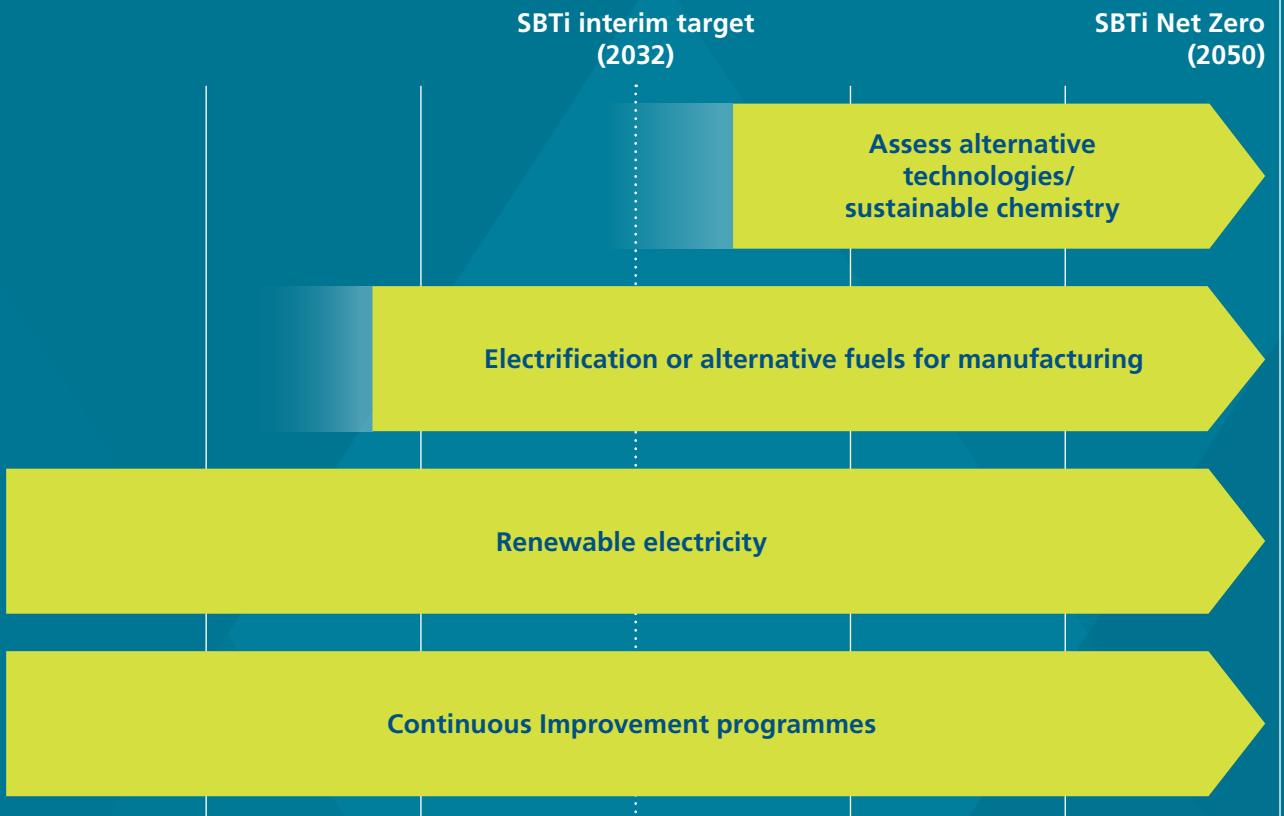 SBTi interim target
(2032)
SBTi Net Zero
(2050)
Assess alternative
technologies/
sustainable chemistry
Electrification or alternative fuels for manufacturing
Renewable electricity
Continuous Improvement programmes